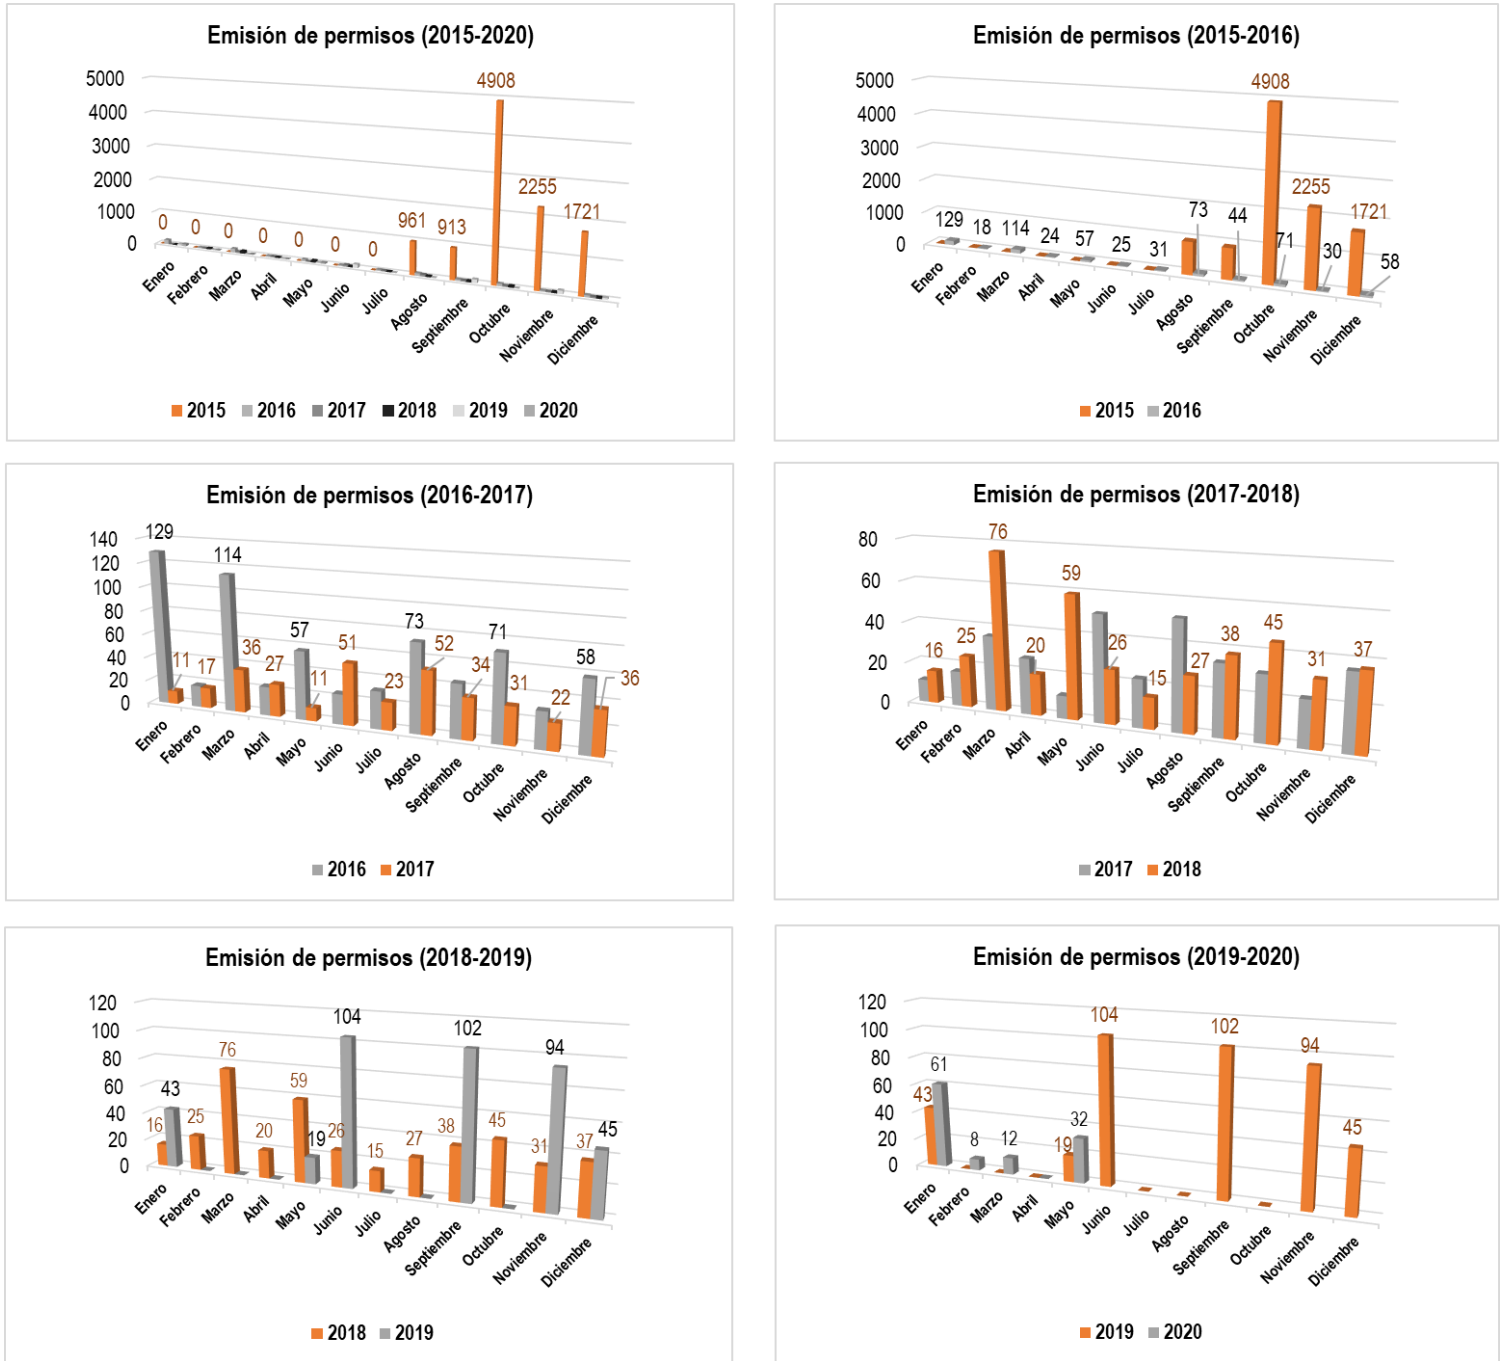 Emisión de permisos (2015-2020)
5000
4000
3000
2000
1000
0
0 0 0 0 0 0 0 961 913 4908 2255 1721
Enero Febrero Marzo Abril Mayo Junio Julio Agosto Septiembre Octubre Noviembre Diciembre
2015 2016 2017 2018 2019 2020
Emisión de permisos (2015-2016)
5000
4000
3000
2000
1000
0
129 18 114 24 57 25 31 73 44 4908 71 2255 30 1721 58
Enero Febrero Marzo Abril Mayo Junio Julio Agosto Septiembre Octubre Noviembre Diciembre
2015 2016
Emisión de permisos (2016-2017)
140
120
100
80
60
40
20
0
129 11 17 114 36 27 57 11 51 23 73 52 34 71 31 22 58 36
Enero Febrero Marzo Abril Mayo Junio Julio Agosto Septiembre Octubre Noviembre Diciembre
2016 2017
Emisión de permisos (2017-2018)
80
60
40
20
0
16 25 76 20 59 26 15 27 38 45 31 37
Enero Febrero Marzo Abril Mayo Junio Julio Agosto Septiembre Octubre Noviembre Diciembre
2017 2018
Emisión de permisos (2018-2019)
120
100
80
60
40
20
0
16 43 25 76 20 59 19 26 104 15 27 38 102 45 31 94 37 45
Enero Febrero Marzo Abril Mayo Junio Julio Agosto Septiembre Octubre Noviembre Diciembre
2018 2019
Emisión de permisos (2019-2020)
120
100
80
60
40
20
0
43 61 8 12 19 32 104 102 94 45
Enero Febrero Marzo Abril Mayo Junio Julio Agosto Septiembre Octubre Noviembre Diciembre
2019 2020